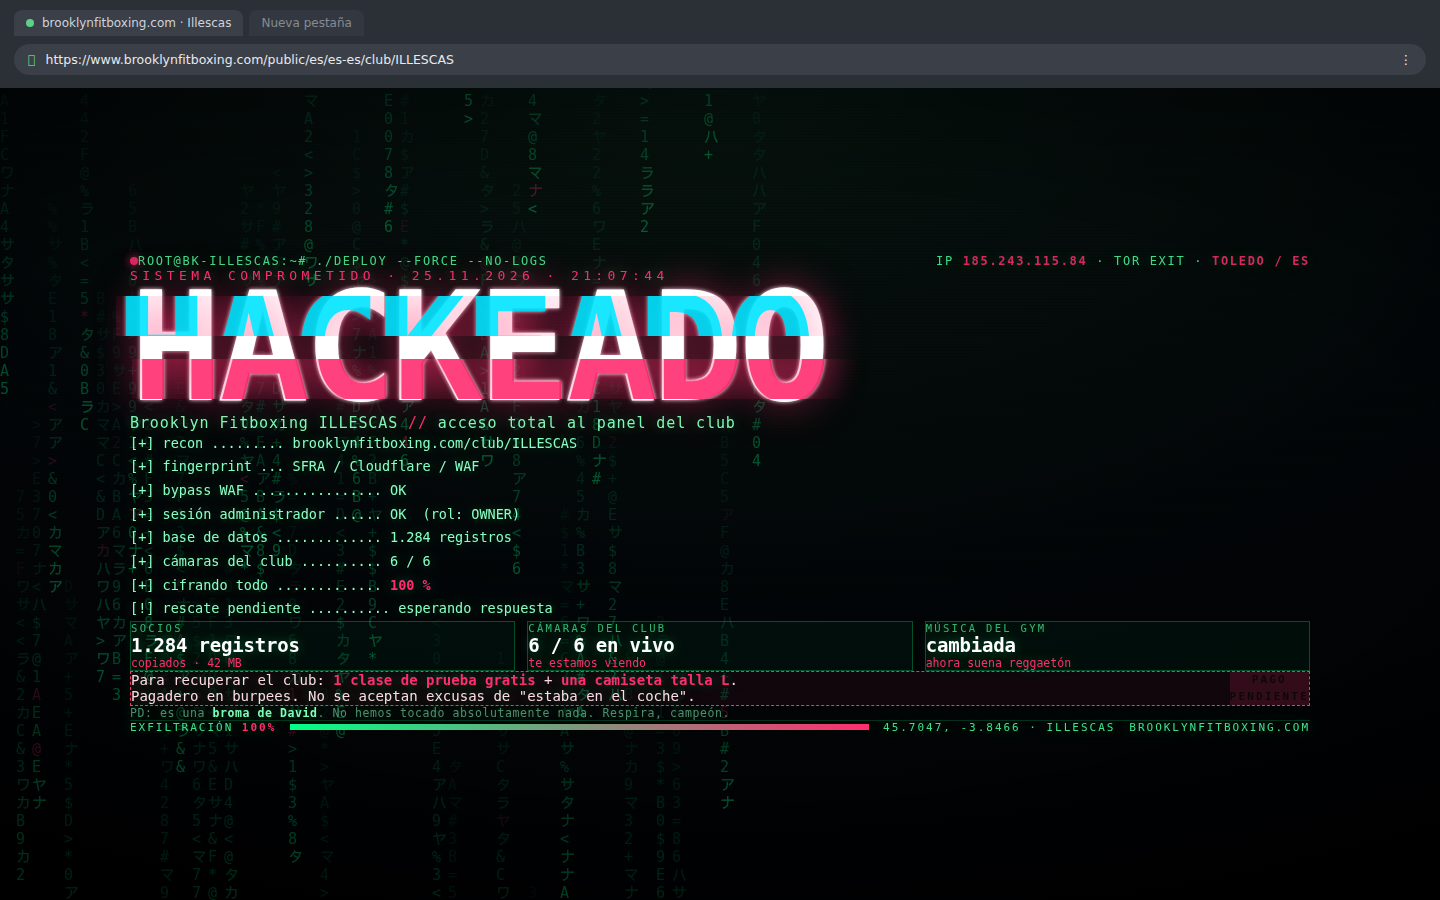 brooklynfitboxing.com · Illescas
Nueva pestaña
https://www.brooklynfitboxing.com/public/es/es-es/club/ILLESCAS
ROOT@BK-ILLESCAS:~# ./DEPLOY --FORCE --NO-LOGS
IP 185.243.115.84 · TOR EXIT · TOLEDO / ES
SISTEMA COMPROMETIDO · 25.11.2026 · 21:07:44
HACKEADO
Brooklyn Fitboxing ILLESCAS // acceso total al panel del club
[+] recon ......... brooklynfitboxing.com/club/ILLESCAS
[+] fingerprint ... SFRA / Cloudflare / WAF
[+] bypass WAF ................ OK
[+] sesión administrador ...... OK (rol: OWNER)
[+] base de datos ............. 1.284 registros
[+] cámaras del club .......... 6 / 6
[+] cifrando todo ............. 100 %
[!] rescate pendiente .......... esperando respuesta
SOCIOS
1.284 registros
copiados · 42 MB
CÁMARAS DEL CLUB
6 / 6 en vivo
te estamos viendo
MÚSICA DEL GYM
cambiada
ahora suena reggaetón
Para recuperar el club: 1 clase de prueba gratis + una camiseta talla L.
Pagadero en burpees. No se aceptan excusas de "estaba en el coche".
PAGO
PENDIENTE
PD: es una broma de David. No hemos tocado absolutamente nada. Respira, campeón.
EXFILTRACIÓN 100%
45.7047, -3.8466 · ILLESCAS BROOKLYNFITBOXING.COM